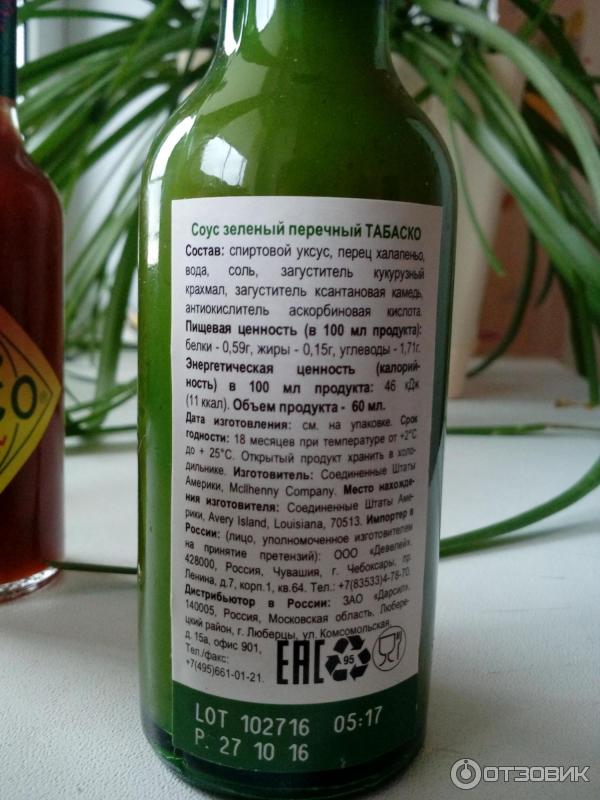 Соус зеленый перечный ТАБАСКО
Состав: спиртовой уксус, перец халапеньо,
вода, соль, загуститель кукурузный
крахмал, загуститель ксантановая камедь,
антиокислитель аскорбиновая кислота.
Пищевая ценность (в 100 мл продукта):
белки - 0,59г, жиры - 0,15г, углеводы - 1,71г.
Энергетическая ценность (калорий-
ность) в 100 мл продукта: 46 кДж
(11 ккал). Объем продукта - 60 мл.
Дата изготовления: см. на упаковке. Срок
годности: 18 месяцев при температуре от +2°С
до + 25°С. Открытый продукт хранить в холо-
дильнике. Изготовитель: Соединенные Штаты
Америки, McIlhenny Company. Место нахожде-
ния изготовителя: Соединенные Штаты Аме-
рики, Avery Island, Louisiana, 70513. Импортер в
России: (лицо, уполномоченное изготовителем
на принятие претензий): ООО «Девелей»,
428000, Россия, Чувашия, г. Чебоксары, пр.
Ленина, д.7, корп.1, кв.64. Тел.: +7(83533)4-78-70.
Дистрибьютор в России: ЗАО «Дарсил»,
140005, Россия, Московская область, Любере-
цкий район, г. Люберцы, ул. Комсомольская,
д. 15а, офис 901,
Тел./факс:
+7(495)661-01-21.
EAC 95
LOT 102716 05:17
P. 27 10 16
CO
ОТЗОВИК